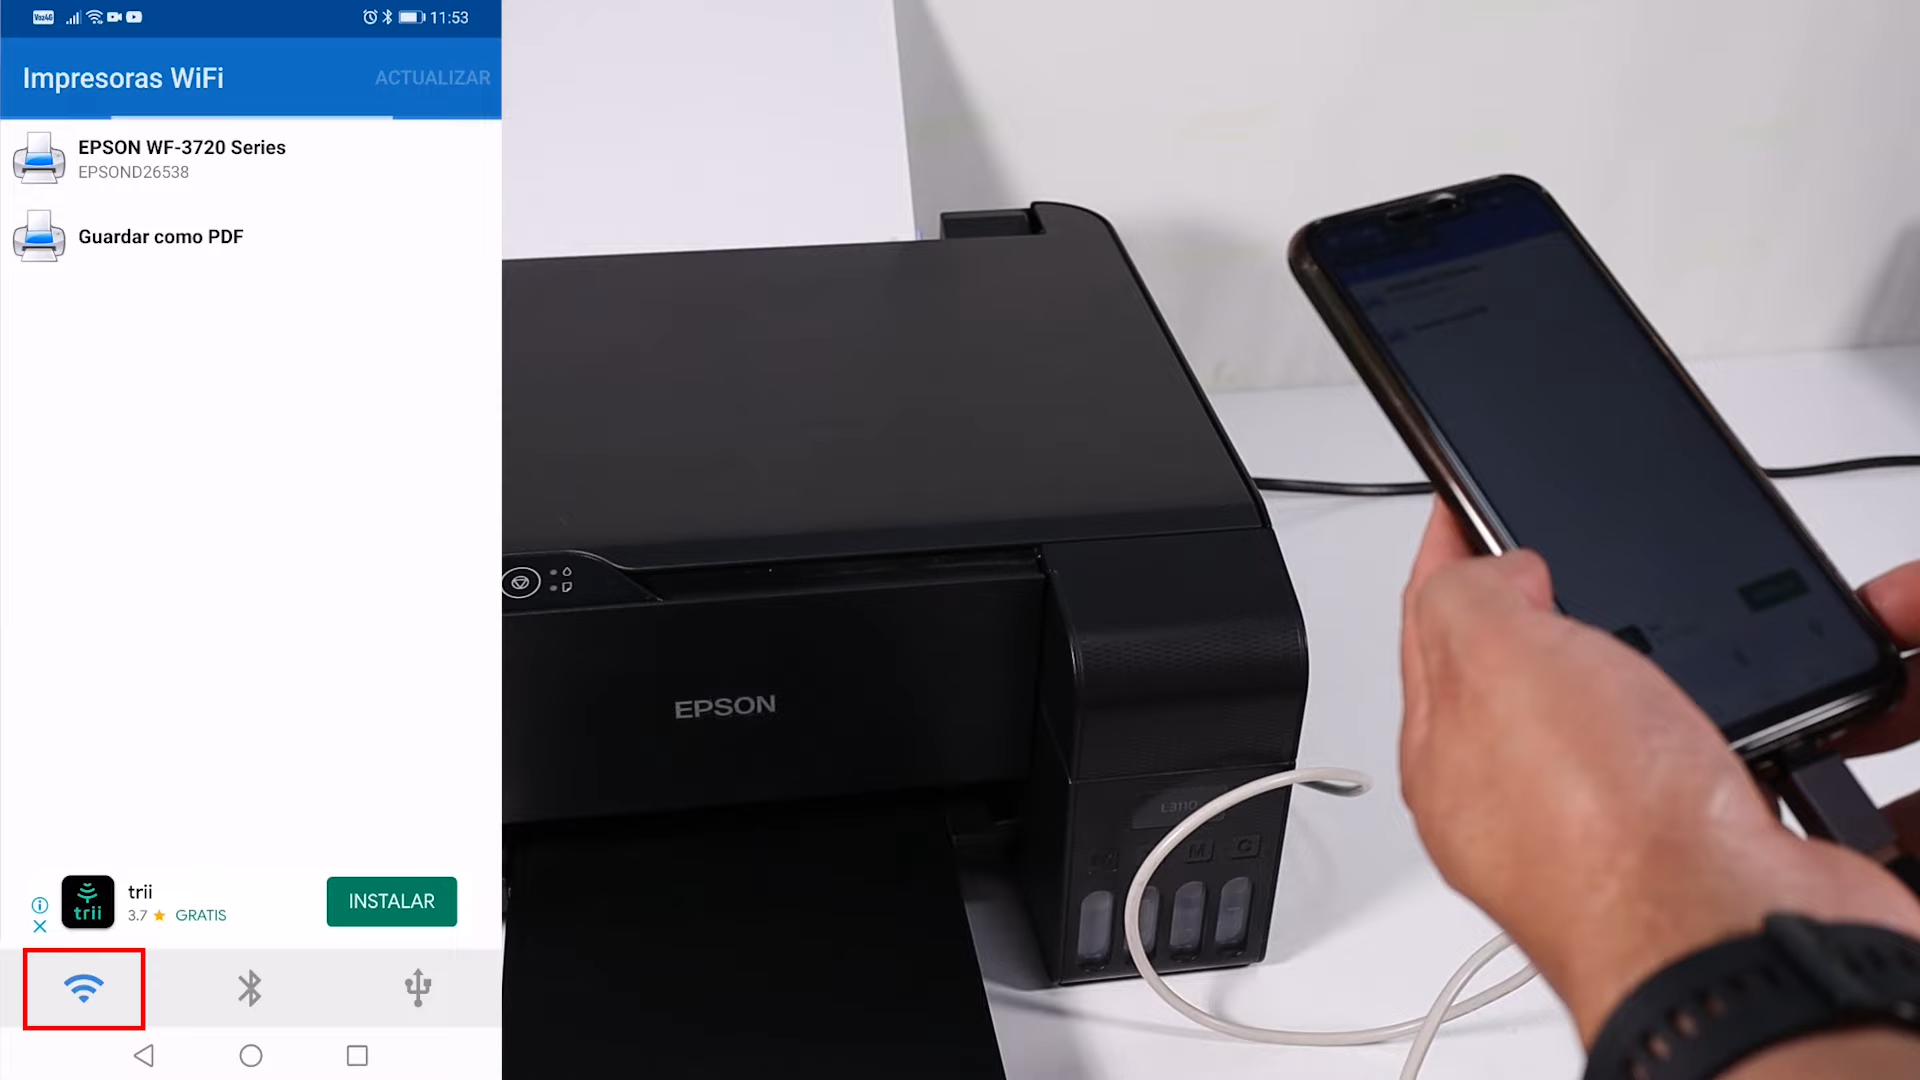 Voz4G
11:53
Impresoras WiFi
ACTUALIZAR
EPSON WF-3720 Series
EPSOND26538
Guardar como PDF
trii
trii
3.7 ★ GRATIS
INSTALAR
EPSON
L3110
M
C